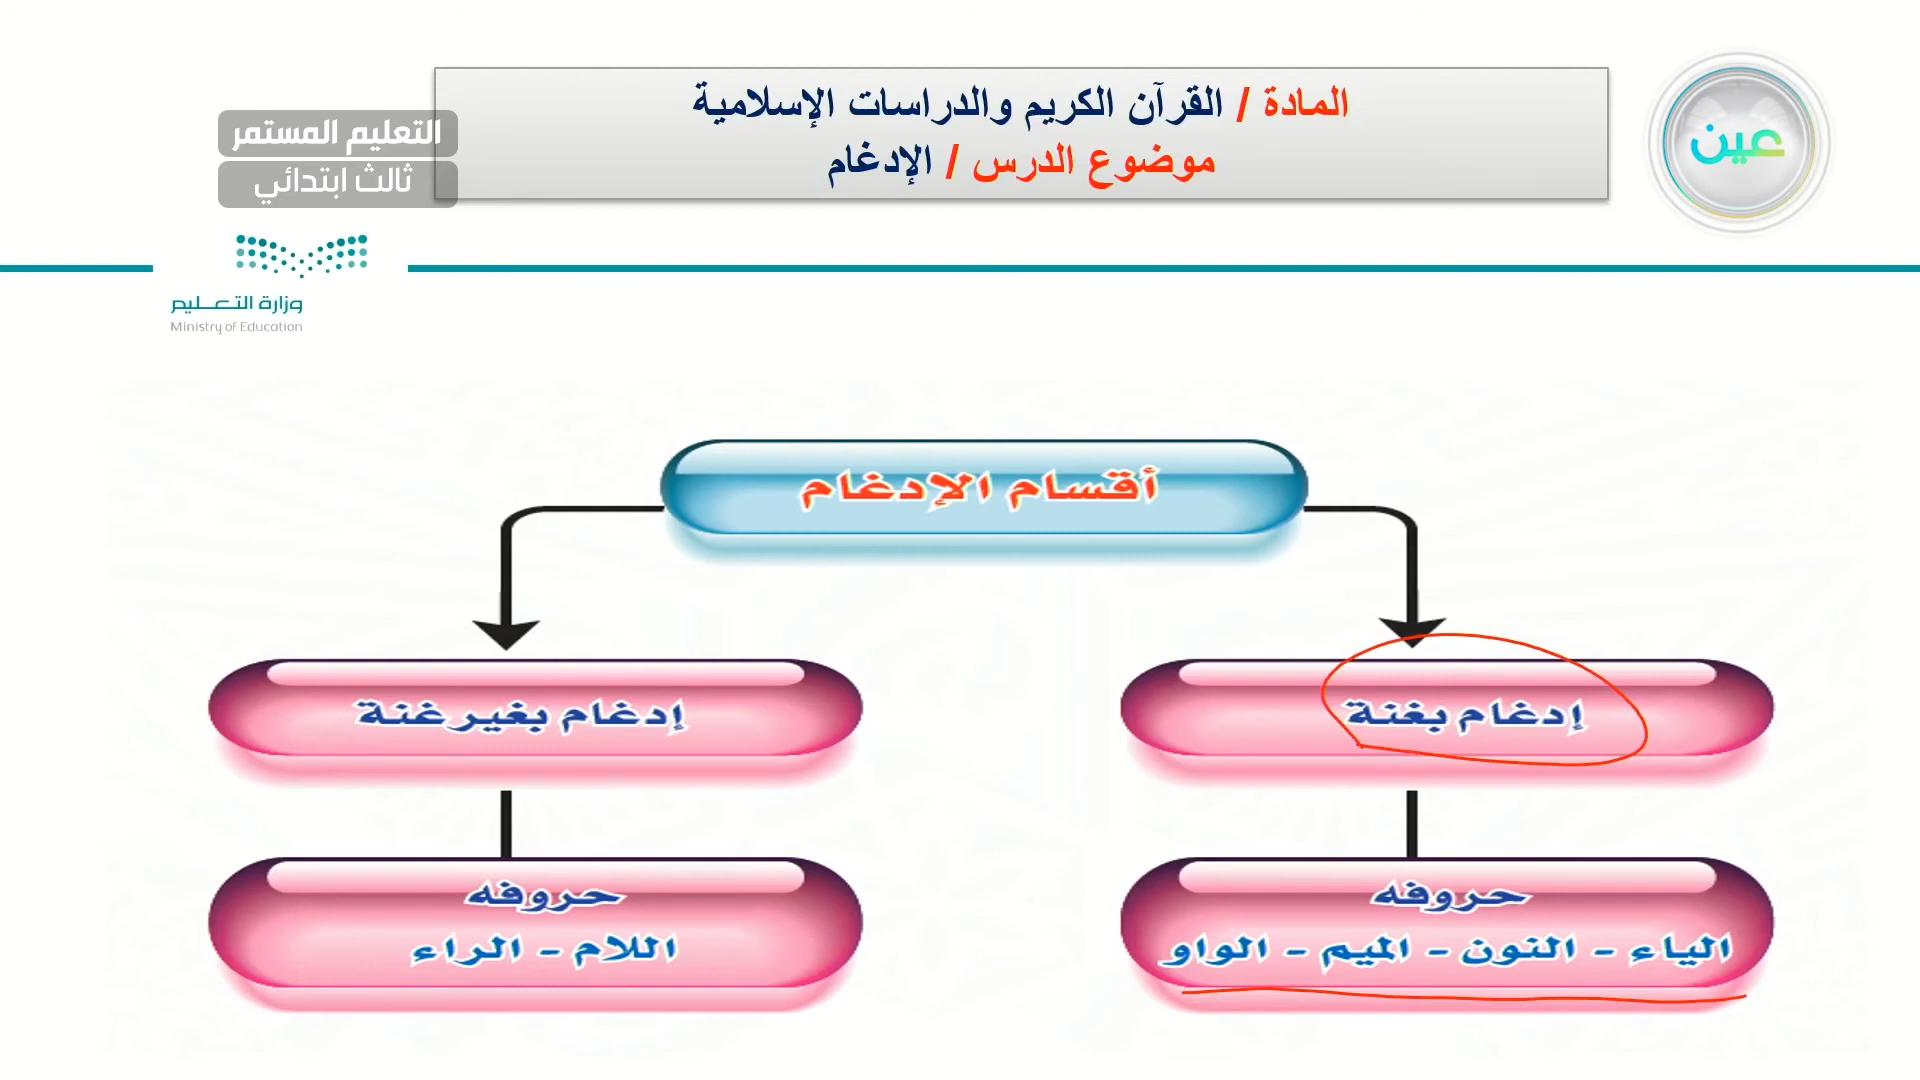 المادة / القرآن الكريم والدراسات الإسلامية
موضوع الدرس / الإدغام
عين
التعليم المستمر
ثالث ابتدائي
وزارة التعـليم
Ministry of Education
أقسام الإدغام
إدغام بغنة
إدغام بغير غنة
حروفه
الياء - النون - الميم - الواو
حروفه
اللام - الراء